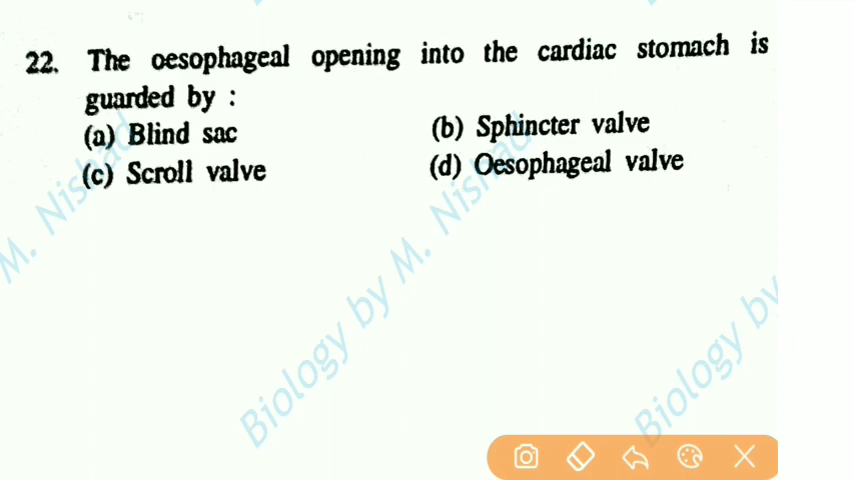 22. The oesophageal opening into the cardiac stomach is
guarded by :
(a) Blind sac (b) Sphincter valve
(c) Scroll valve (d) Oesophageal valve
M. Nishad
Biology by M. Nishad
Biology by